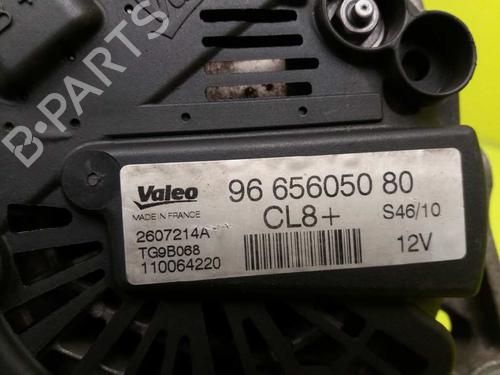 B-PARTS
+
Valeo
MADE IN FRANCE
96 656050 80
CL8+
S46/10
2607214A
TG9B068
110064220
12V